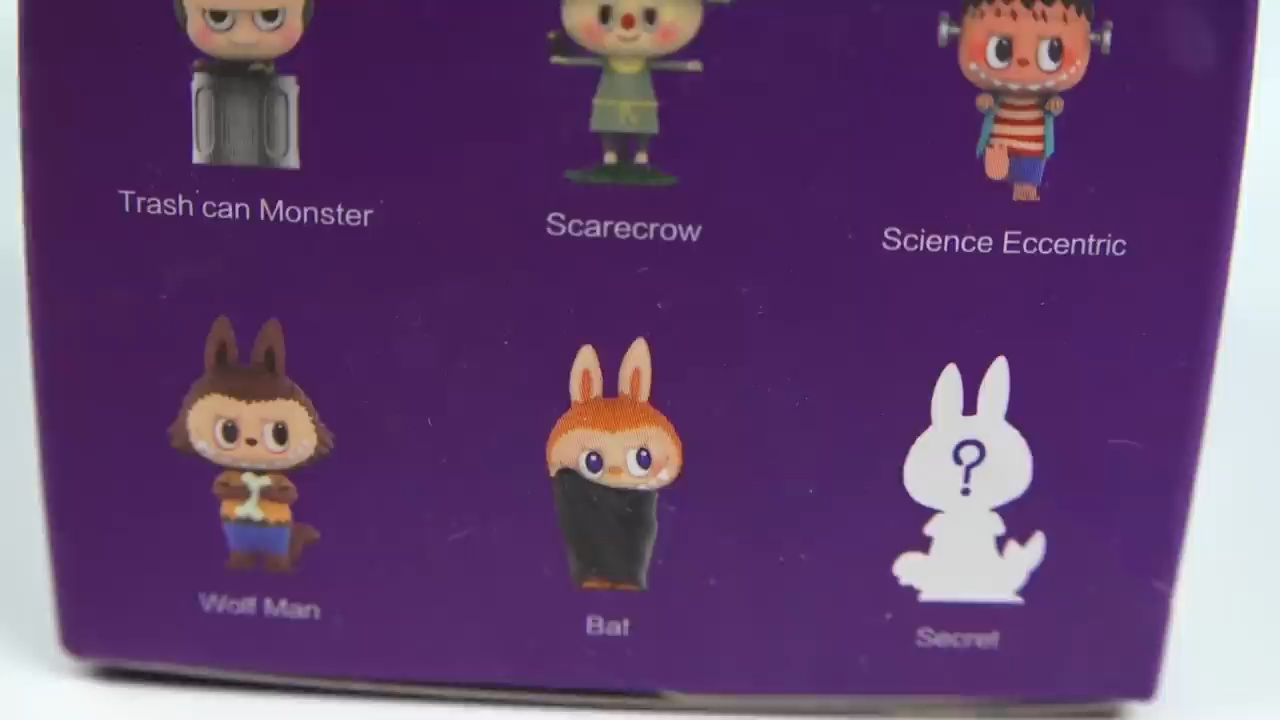 Trash can Monster
Scarecrow
Science Eccentric
?
Wolf Man
Bat
Secret